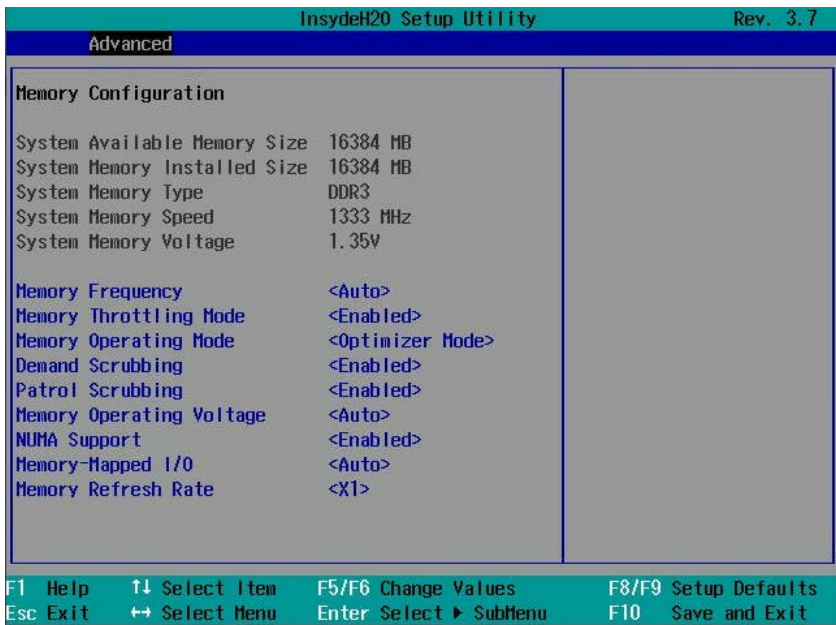 InsydeH20 Setup Utility Rev. 3.7
Advanced
Memory Configuration
System Available Memory Size 16384 MB
System Memory Installed Size 16384 MB
System Memory Type DDR3
System Memory Speed 1333 MHz
System Memory Voltage 1.35V
Memory Frequency <Auto>
Memory Throttling Mode <Enabled>
Memory Operating Mode <Optimizer Mode>
Demand Scrubbing <Enabled>
Patrol Scrubbing <Enabled>
Memory Operating Voltage <Auto>
NUMA Support <Enabled>
Memory-Mapped I/O <Auto>
Memory Refresh Rate <X1>
F1 Help ↑↓ Select Item F5/F6 Change Values F8/F9 Setup Defaults
Esc Exit ↔ Select Menu Enter Select ▶ SubMenu F10 Save and Exit